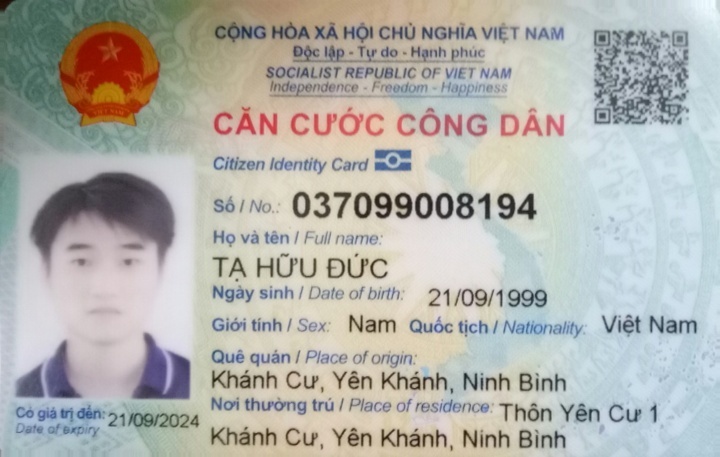 CỘNG HÒA XÃ HỘI CHỦ NGHĨA VIỆT NAM
Độc lập - Tự do - Hạnh phúc
SOCIALIST REPUBLIC OF VIET NAM
Independence - Freedom - Happiness
CĂN CƯỚC CÔNG DÂN
Citizen Identity Card
Số / No.: 037099008194
Họ và tên / Full name:
TẠ HỮU ĐỨC
Ngày sinh / Date of birth: 21/09/1999
Giới tính / Sex: Nam Quốc tịch / Nationality: Việt Nam
Quê quán / Place of origin:
Khánh Cư, Yên Khánh, Ninh Bình
Nơi thường trú / Place of residence: Thôn Yên Cư 1
Khánh Cư, Yên Khánh, Ninh Bình
Có giá trị đến: 21/09/2024
Date of expiry